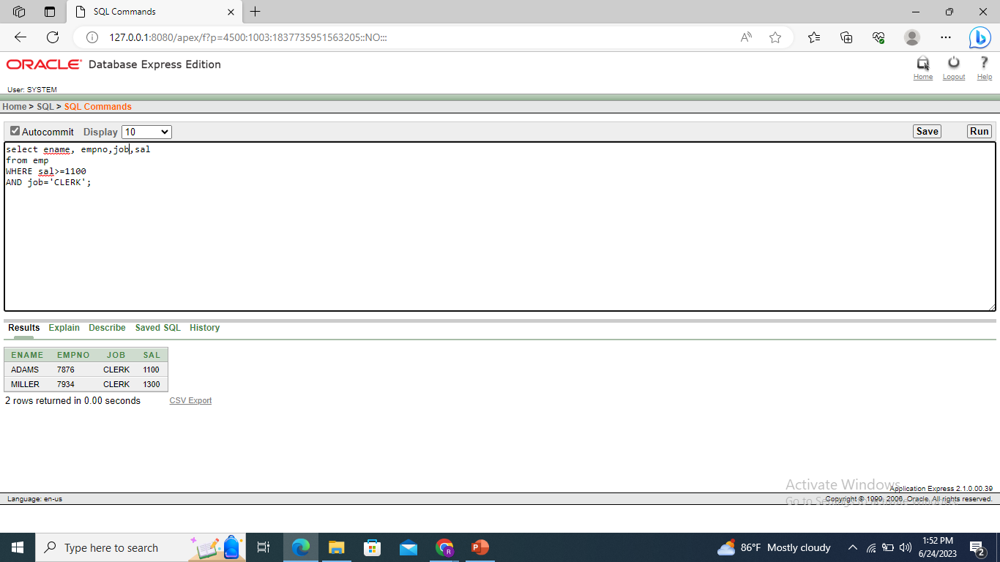 SQL Commands
127.0.0.1:8080/apex/f?p=4500:1003:1837735951563205::NO:::
ORACLE Database Express Edition
Home Logout Help
User: SYSTEM
Home > SQL > SQL Commands
Autocommit Display 10 Save Run
select ename, empno,job,sal
from emp
WHERE sal>=1100
AND job='CLERK';
Results Explain Describe Saved SQL History
ENAME EMPNO JOB SAL
ADAMS 7876 CLERK 1100
MILLER 7934 CLERK 1300
2 rows returned in 0.00 seconds CSV Export
Activate Windows
Application Express 2.1.0.00.39
Language: en-us Copyright © 1999, 2006, Oracle. All rights reserved.
Type here to search
86°F Mostly cloudy
1:52 PM
6/24/2023
2